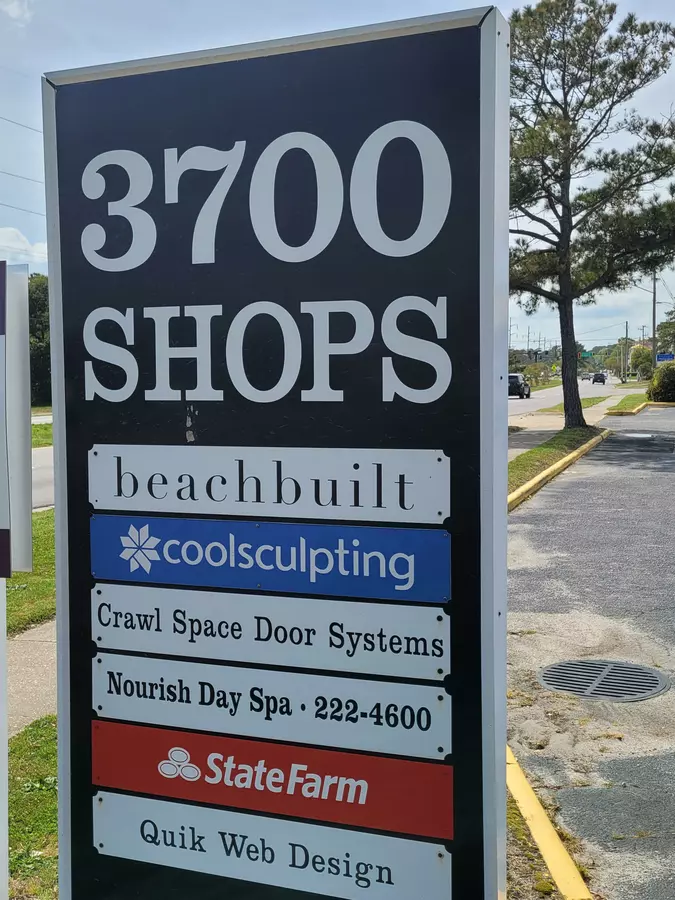 3700
SHOPS
beachbuilt
coolsculpting
Crawl Space Door Systems
Nourish Day Spa • 222-4600
StateFarm
Quik Web Design